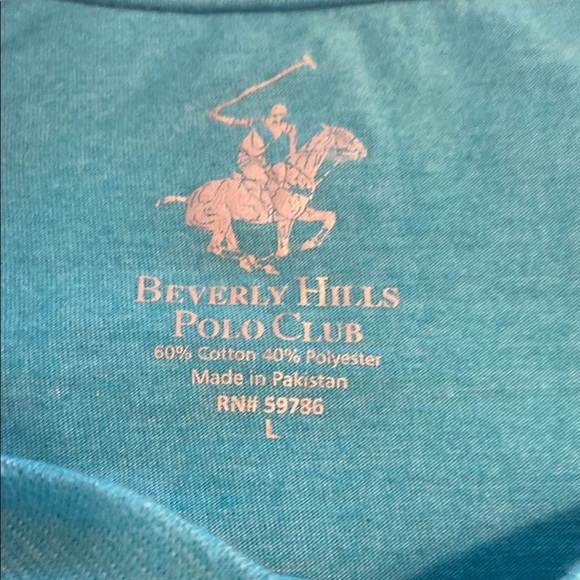 BEVERLY HILLS
POLO CLUB
60% Cotton 40% Polyester
Made in Pakistan
RN# 59786
L